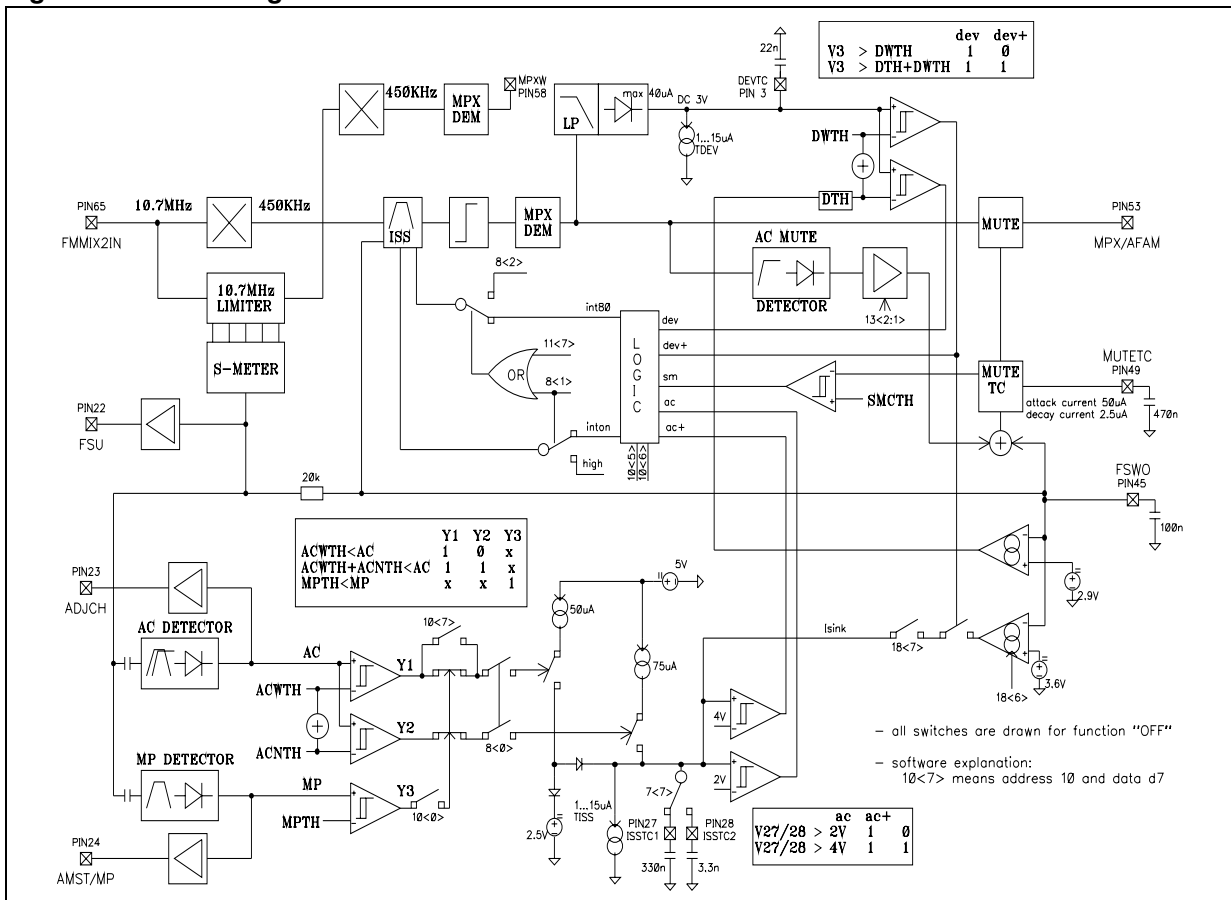 dev dev+
V3 > DWTH 1 0
V3 > DTH+DWTH 1 1
22n
DEVTC
PIN 3
MPXW
PIN58
450KHz
MPX
DEM
LP
max 40uA
DC 3V
1...15uA
TDEV
DWTH
DTH
PIN65
FMMIX2IN
10.7MHz
450KHz
ISS
MPX
DEM
MUTE
PIN53
MPX/AFAM
AC MUTE
DETECTOR
13<2:1>
10.7MHz
LIMITER
S-METER
8<2>
int80
11<7>
OR
8<1>
inton
high
LOGIC
dev
dev+
sm
ac
ac+
10<5>
10<6>
SMCTH
MUTE
TC
MUTETC
PIN49
attack current 50uA
decay current 2.5uA
470n
PIN22
FSU
20k
FSWO
PIN45
100n
2.9V
Y1 Y2 Y3
ACWTH<AC 1 0 x
ACWTH+ACNTH<AC 1 1 x
MPTH<MP x x 1
PIN23
ADJCH
AC DETECTOR
AC
ACWTH
ACNTH
Y1
Y2
10<7>
8<0>
50uA
5V
75uA
Isink
18<7>
18<6>
3.6V
4V
2V
MP DETECTOR
MP
MPTH
Y3
10<0>
PIN24
AMST/MP
2.5V
1...15uA
TISS
7<7>
PIN27
ISSTC1
PIN28
ISSTC2
330n
3.3n
- all switches are drawn for function "OFF"
- software explanation:
10<7> means address 10 and data d7
ac ac+
V27/28 > 2V 1 0
V27/28 > 4V 1 1